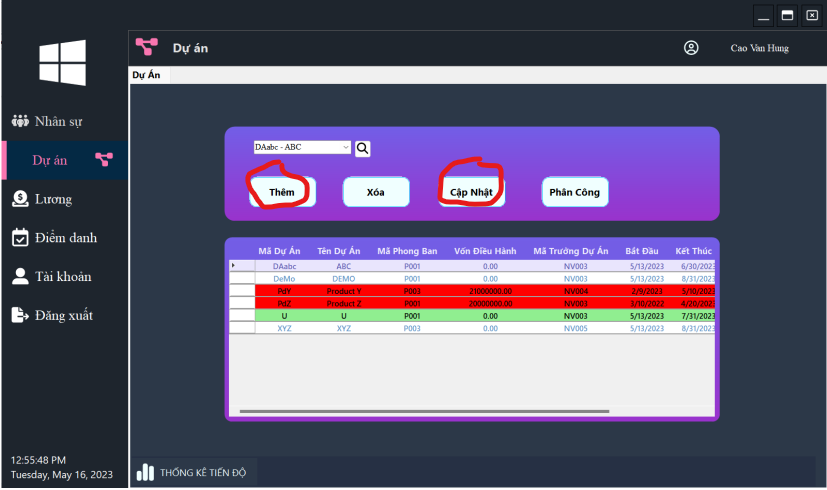 Dự án
Cao Van Hung
Dự Án
Nhân sự
Dự án
Lương
Điểm danh
Tài khoản
Đăng xuất
DAabc - ABC
Thêm Xóa Cập Nhật Phân Công
Mã Dự Án Tên Dự Án Mã Phong Ban Vốn Điều Hành Mã Trưởng Dự Án Bắt Đầu Kết Thúc
DAabc ABC P001 0.00 NV003 5/13/2023 6/30/2023
DeMo DEMO P001 0.00 NV003 5/13/2023 8/31/2023
PdY Product Y P003 21000000.00 NV004 2/9/2023 5/10/2023
PdZ Product Z P001 20000000.00 NV003 3/10/2022 4/20/2023
U U P001 0.00 NV003 5/13/2023 7/31/2023
XYZ XYZ P003 0.00 NV005 5/13/2023 8/31/2023
12:55:48 PM
Tuesday, May 16, 2023
THỐNG KÊ TIẾN ĐỘ